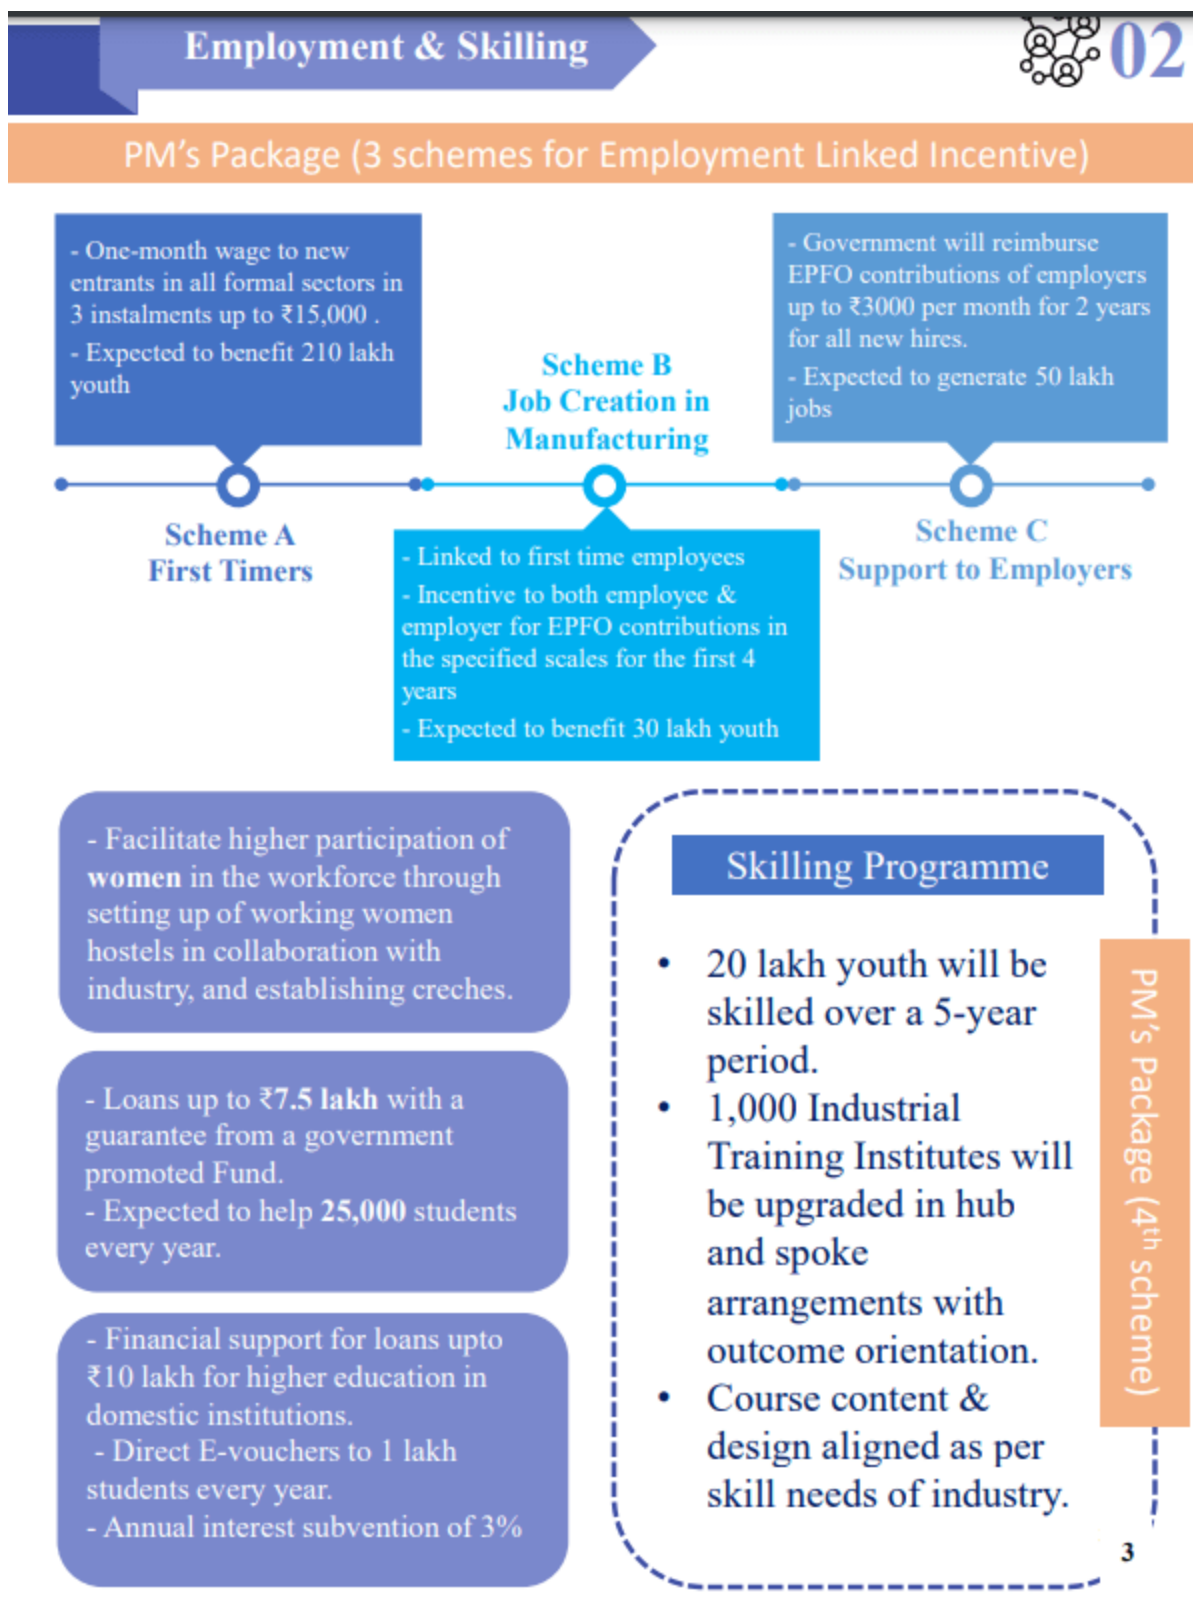 Employment & Skilling
02
PM's Package (3 schemes for Employment Linked Incentive)
- One-month wage to new
entrants in all formal sectors in
3 instalments up to ₹15,000 .
- Expected to benefit 210 lakh
youth
Scheme A
First Timers
Scheme B
Job Creation in
Manufacturing
- Linked to first time employees
- Incentive to both employee &
employer for EPFO contributions in
the specified scales for the first 4
years
- Expected to benefit 30 lakh youth
- Government will reimburse
EPFO contributions of employers
up to ₹3000 per month for 2 years
for all new hires.
- Expected to generate 50 lakh
jobs
Scheme C
Support to Employers
- Facilitate higher participation of
women in the workforce through
setting up of working women
hostels in collaboration with
industry, and establishing creches.
- Loans up to ₹7.5 lakh with a
guarantee from a government
promoted Fund.
- Expected to help 25,000 students
every year.
- Financial support for loans upto
₹10 lakh for higher education in
domestic institutions.
- Direct E-vouchers to 1 lakh
students every year.
- Annual interest subvention of 3%
Skilling Programme
• 20 lakh youth will be
skilled over a 5-year
period.
• 1,000 Industrial
Training Institutes will
be upgraded in hub
and spoke
arrangements with
outcome orientation.
• Course content &
design aligned as per
skill needs of industry.
PM's Package (4th scheme)
3